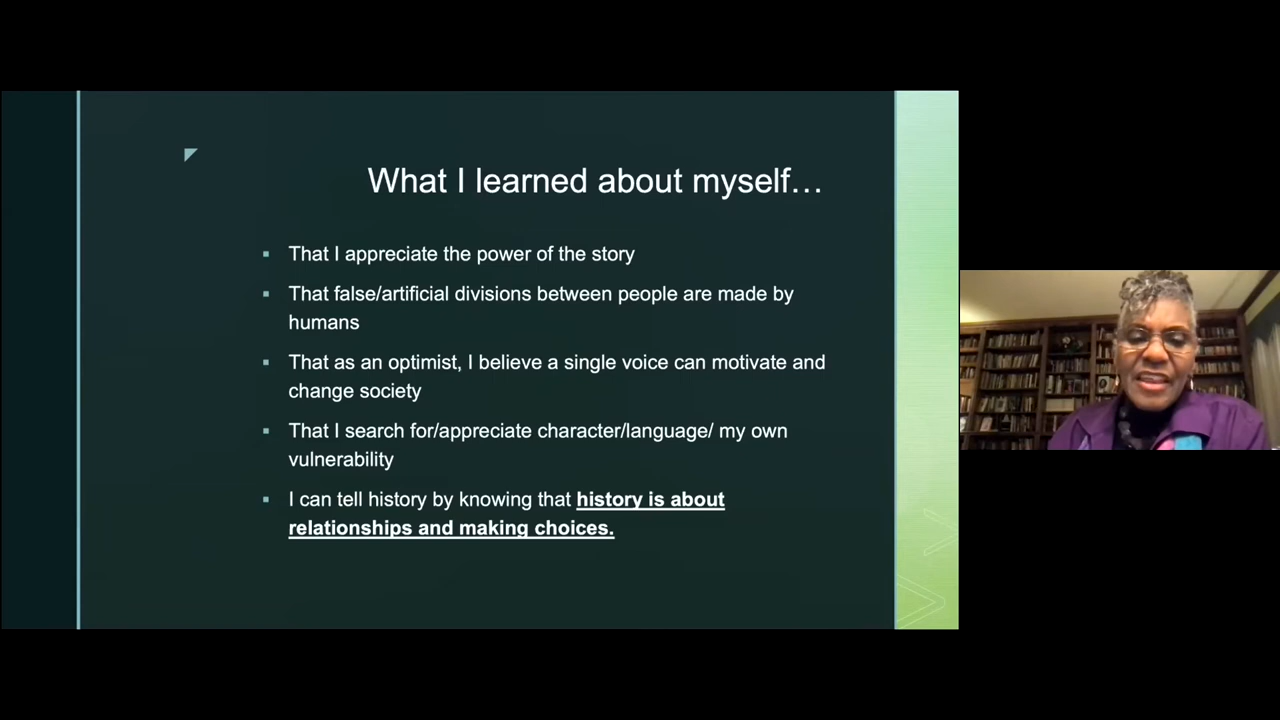 What I learned about myself…
▪ That I appreciate the power of the story
▪ That false/artificial divisions between people are made by
humans
▪ That as an optimist, I believe a single voice can motivate and
change society
▪ That I search for/appreciate character/language/ my own
vulnerability
▪ I can tell history by knowing that history is about
relationships and making choices.